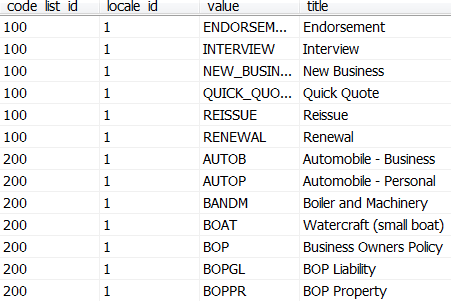 code_list_id locale_id value title
100 1 ENDORSEM... Endorsement
100 1 INTERVIEW Interview
100 1 NEW_BUSIN... New Business
100 1 QUICK_QUO... Quick Quote
100 1 REISSUE Reissue
100 1 RENEWAL Renewal
200 1 AUTOB Automobile - Business
200 1 AUTOP Automobile - Personal
200 1 BANDM Boiler and Machinery
200 1 BOAT Watercraft (small boat)
200 1 BOP Business Owners Policy
200 1 BOPGL BOP Liability
200 1 BOPPR BOP Property